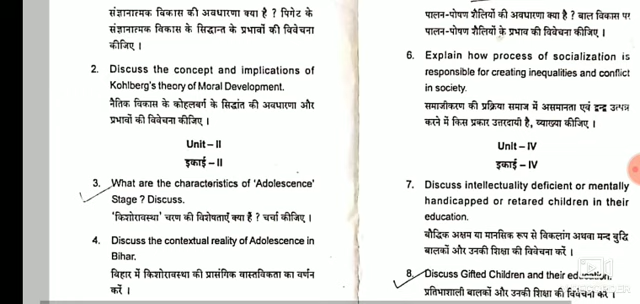 संज्ञानात्मक विकास की अवधारणा क्या है ? पिगेट के
संज्ञानात्मक विकास के सिद्धान्त के प्रभावों की विवेचना
कीजिए ।
2. Discuss the concept and implications of
Kohlberg's theory of Moral Development.
नैतिक विकास के कोहलबर्ग के सिद्धांत की अवधारणा और
प्रभावों की विवेचना कीजिए ।
Unit – II
इकाई – II
3. What are the characteristics of 'Adolescence'
Stage ? Discuss.
'किशोरावस्था' चरण की विशेषताएँ क्या हैं ? चर्चा कीजिए ।
4. Discuss the contextual reality of Adolescence in
Bihar.
बिहार में किशोरावस्था की प्रासंगिक वास्तविकता का वर्णन
करें ।
पालन-पोषण शैलियों की अवधारणा क्या है ? बाल विकास पर
पालन-पोषण शैलियों के प्रभाव की विवेचना कीजिए ।
6. Explain how process of socialization is
responsible for creating inequalities and conflict
in society.
समाजीकरण की प्रक्रिया समाज में असमानता एवं द्वन्द्व उत्पन्न
करने में किस प्रकार उत्तरदायी है, व्याख्या कीजिए ।
Unit – IV
इकाई – IV
7. Discuss intellectuality deficient or mentally
handicapped or retared children in their
education.
बौद्धिक अक्षम या मानसिक रूप से विकलांग अथवा मन्द बुद्धि
बालकों और उनकी शिक्षा की विवेचना करें ।
8. Discuss Gifted Children and their education.
प्रतिभाशाली बालकों और उनकी शिक्षा की विवेचना करें ।